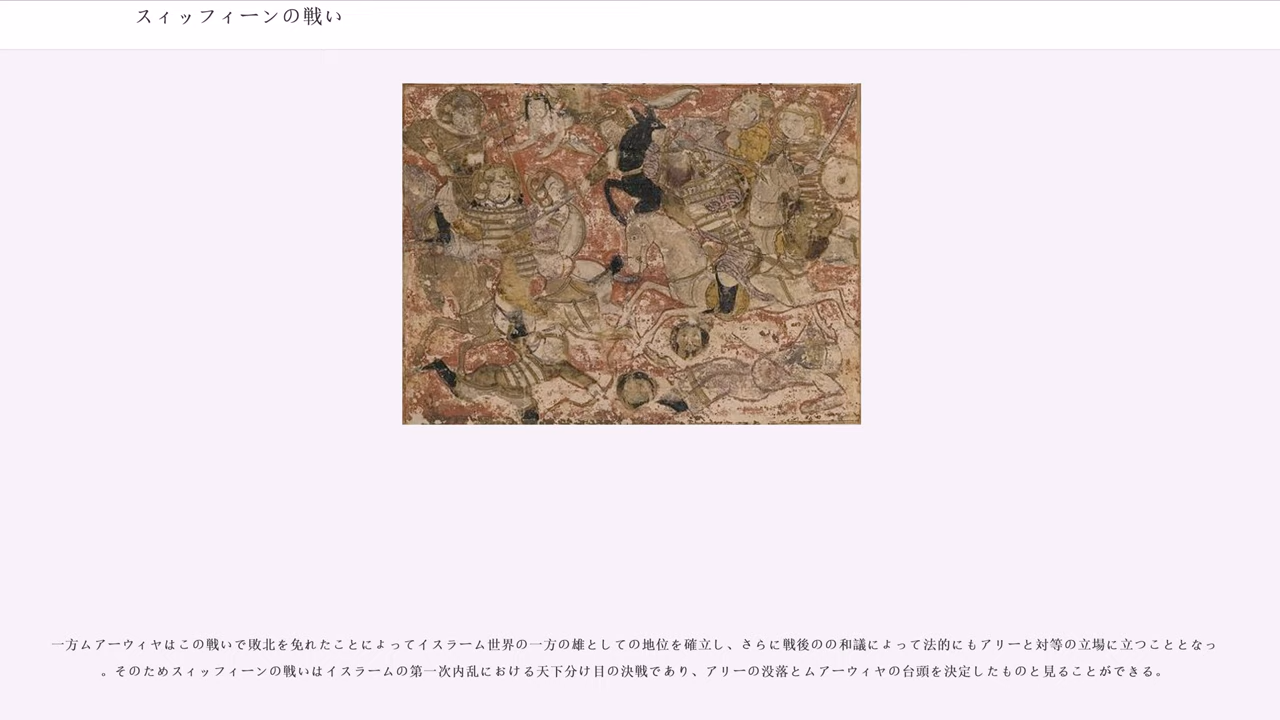 スィッフィーンの戦い
一方ムアーウィヤはこの戦いで敗北を免れたことによってイスラーム世界の一方の雄としての地位を確立し、さらに戦後のの和議によって法的にもアリーと対等の立場に立つこととなっ
。そのためスィッフィーンの戦いはイスラームの第一次内乱における天下分け目の決戦であり、アリーの没落とムアーウィヤの台頭を決定したものと見ることができる。